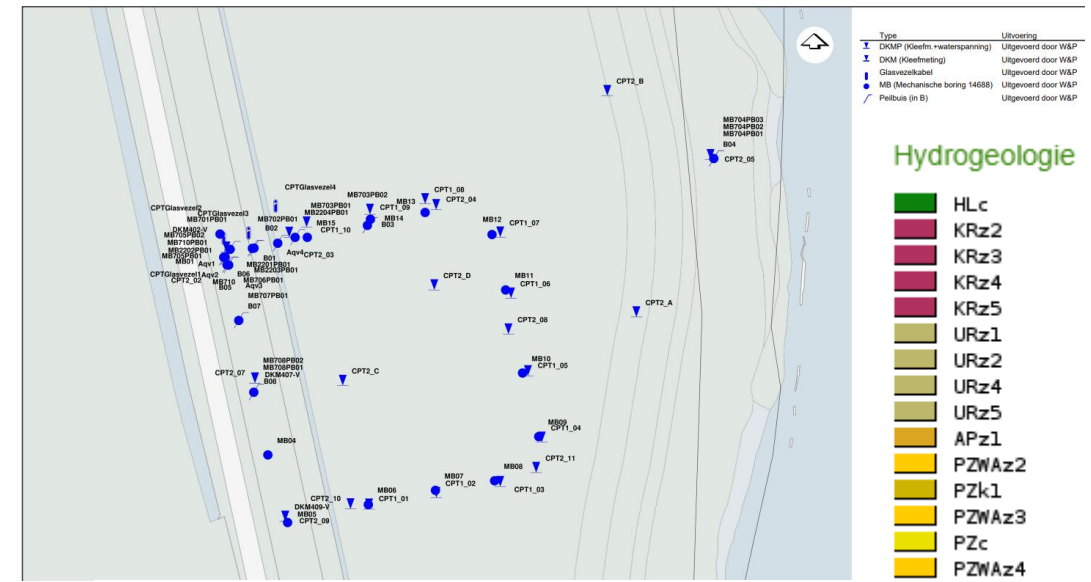 CPT2_B
MB704PB03
MB704PB02
MB704PB01
B04
CPT2_05
CPTGlasvezel4
MB703PB02
CPT1_08
MB13
CPT2_04
CPTGlasvezel2
CPTGlasvezel3
MB701PB01
MB703PB01
MB2204PB01
CPT1_09
MB702PB01
MB14
B03
MB15
CPT1_10
MB12
CPT1_07
DKM402-V
B02
MB705PB02
MB710PB01
MB2202PB01
B01
Aqv4
CPT2_03
MB705PB01
MB01
Aqv1
MB2201PB01
MB2203PB01
CPTGlasvezel1
Aqv2
B06
CPT2_02
MB710
MB706PB01
B05
Aqv3
MB707PB01
B07
CPT2_D
MB11
CPT1_06
CPT2_A
CPT2_08
MB708PB02
MB708PB01
CPT2_07
DKM407-V
B08
CPT2_C
MB10
CPT1_05
MB09
CPT1_04
MB04
CPT2_11
MB08
MB07
CPT1_02
CPT1_03
MB06
CPT2_10
CPT1_01
DKM409-V
MB05
CPT2_09
Type Uitvoering
DKMP (Kleefm.+waterspanning) Uitgevoerd door W&P
DKM (Kleefmeting) Uitgevoerd door W&P
Glasvezelkabel Uitgevoerd door W&P
MB (Mechanische boring 14688) Uitgevoerd door W&P
Peilbuis (in B) Uitgevoerd door W&P
Hydrogeologie
HLc
KRz2
KRz3
KRz4
KRz5
URz1
URz2
URz4
URz5
APz1
PZWAz2
PZk1
PZWAz3
PZc
PZWAz4